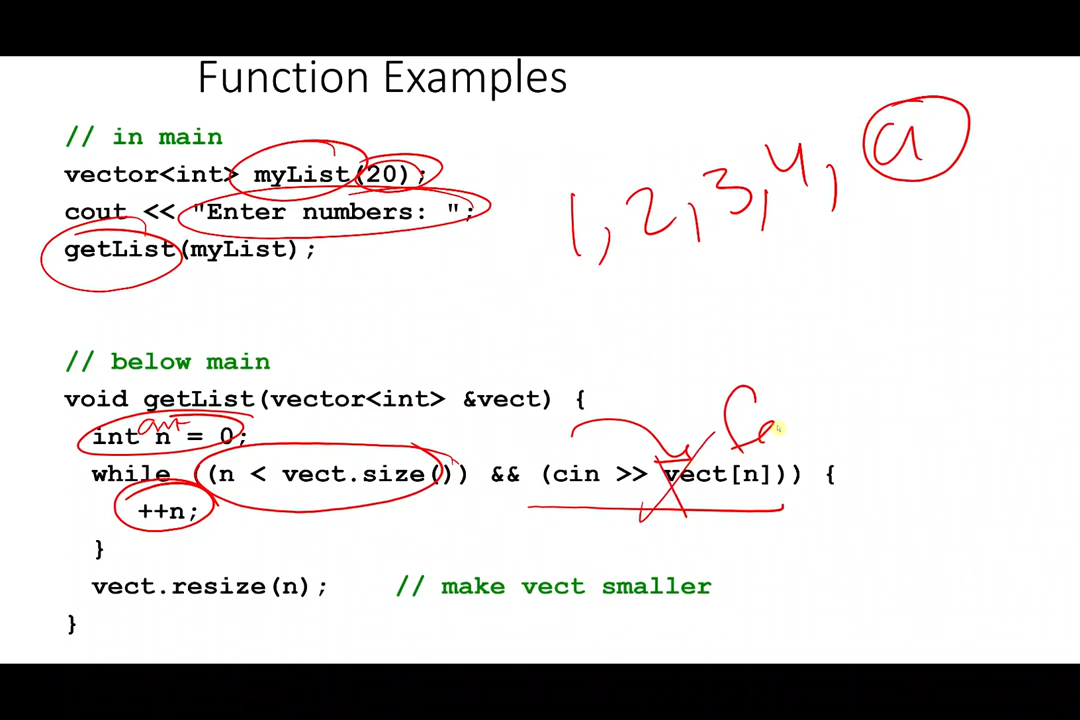 Function Examples
// in main
vector<int> myList(20);
cout << "Enter numbers: ";
getList(myList);
1, 2, 3, 4, a
// below main
void getList(vector<int> &vect) {
int n = 0;
while ((n < vect.size()) && (cin >> vect[n])) {
++n;
}
vect.resize(n); // make vect smaller
}